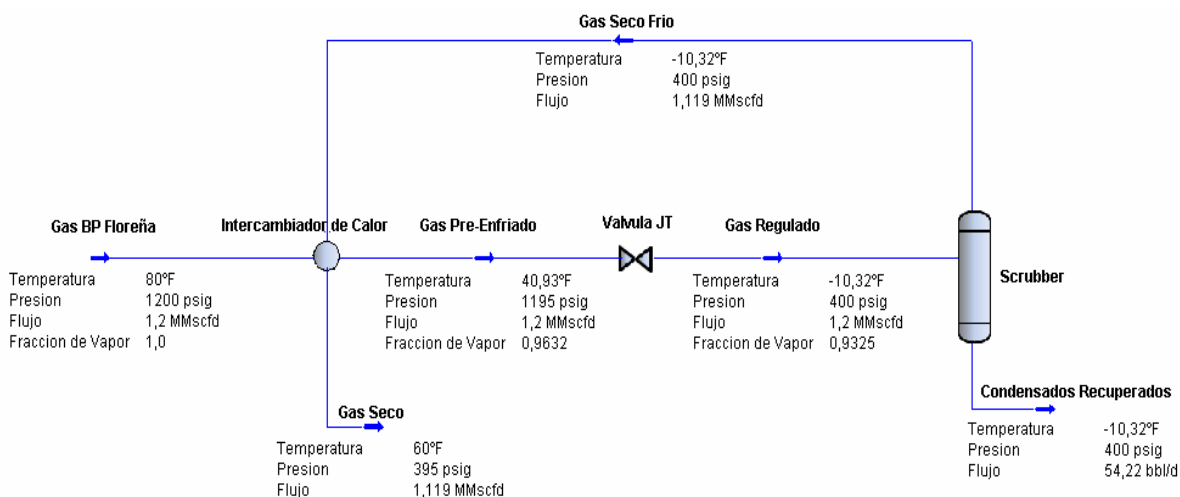 Gas Seco Frio
Temperatura -10,32ºF
Presion 400 psig
Flujo 1,119 MMscfd
Gas BP Floreña
Temperatura 80ºF
Presion 1200 psig
Flujo 1,2 MMscfd
Fraccion de Vapor 1,0
Intercambiador de Calor
Gas Pre-Enfriado
Temperatura 40,93ºF
Presion 1195 psig
Flujo 1,2 MMscfd
Fraccion de Vapor 0,9632
Valvula JT
Gas Regulado
Temperatura -10,32ºF
Presion 400 psig
Flujo 1,2 MMscfd
Fraccion de Vapor 0,9325
Scrubber
Gas Seco
Temperatura 60ºF
Presion 395 psig
Flujo 1,119 MMscfd
Condensados Recuperados
Temperatura -10,32ºF
Presion 400 psig
Flujo 54,22 bbl/d